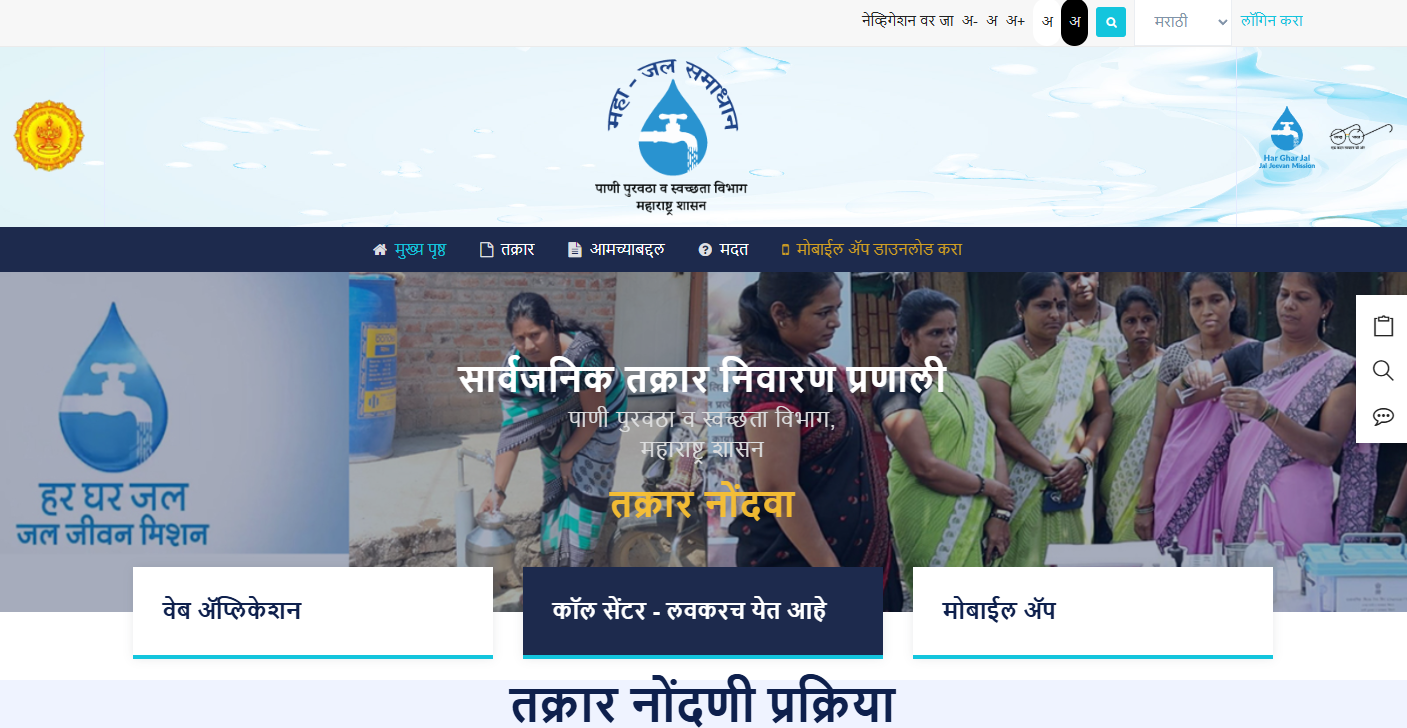 नेव्हिगेशन वर जा अ- अ अ+ अ अ मराठी लॉगिन करा
महा - जल समाधान
पाणी पुरवठा व स्वच्छता विभाग
महाराष्ट्र शासन
Har Ghar Jal
Jal Jeevan Mission
मुख्य पृष्ठ तक्रार आमच्याबद्दल मदत मोबाईल ॲप डाउनलोड करा
सार्वजनिक तक्रार निवारण प्रणाली
पाणी पुरवठा व स्वच्छता विभाग,
महाराष्ट्र शासन
तक्रार नोंदवा
हर घर जल
जल जीवन मिशन
वेब ॲप्लिकेशन
कॉल सेंटर - लवकरच येत आहे
मोबाईल ॲप
तक्रार नोंदणी प्रक्रिया